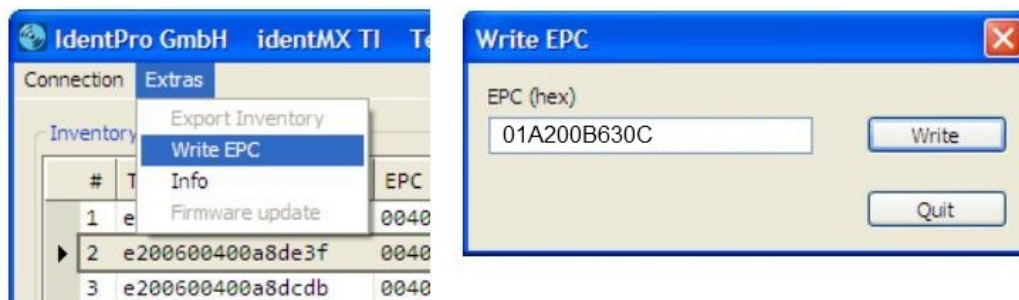 IdentPro GmbH identMX TI Te
Connection Extras
Export Inventory
Write EPC
Info
Firmware update
Inventory
# T EPC
1 e 0040
2 e200600400a8de3f 0040
3 e200600400a8dcdb 0040
Write EPC
EPC (hex)
01A200B630C Write
Quit